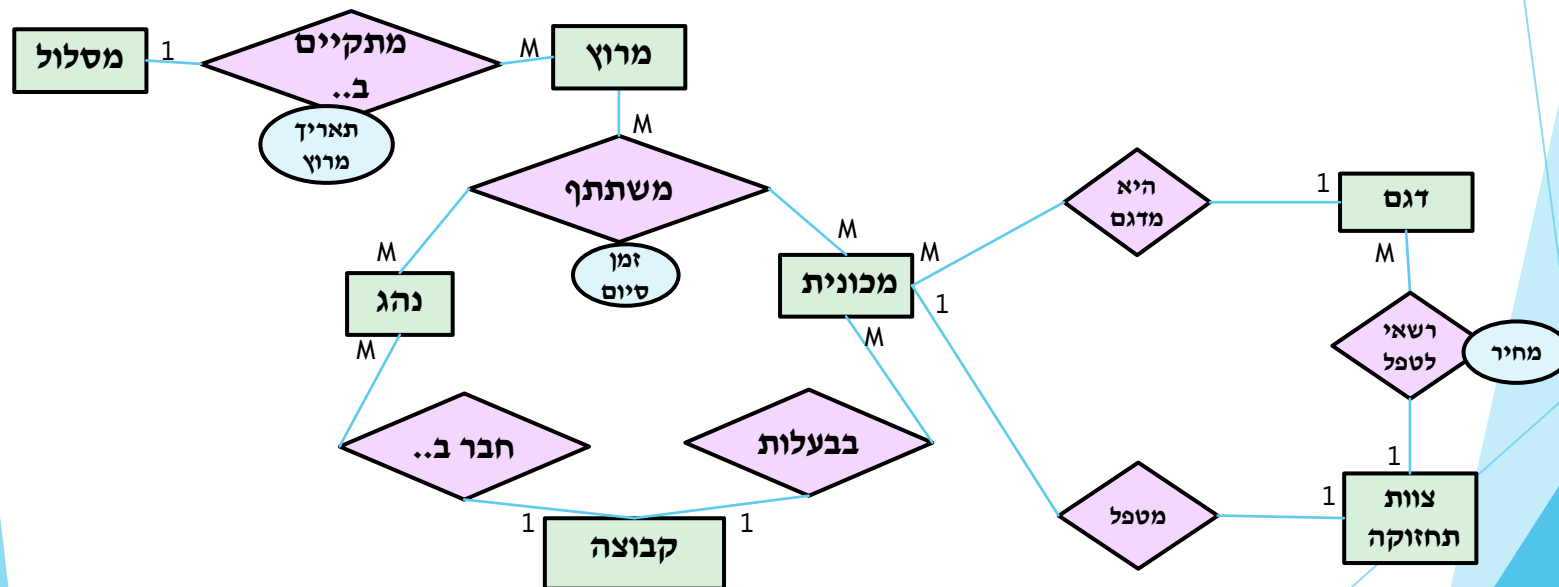 מסלול
1
מתקיים
ב..
M
מרוץ
תאריך
מרוץ
M
משתתף
זמן
סיום
M
נהג
M
M
מכונית
M
M
1
היא
מדגם
1
דגם
M
רשאי
לטפל
מחיר
1
צוות
תחזוקה
1
מטפל
חבר ב..
בבעלות
1
1
קבוצה